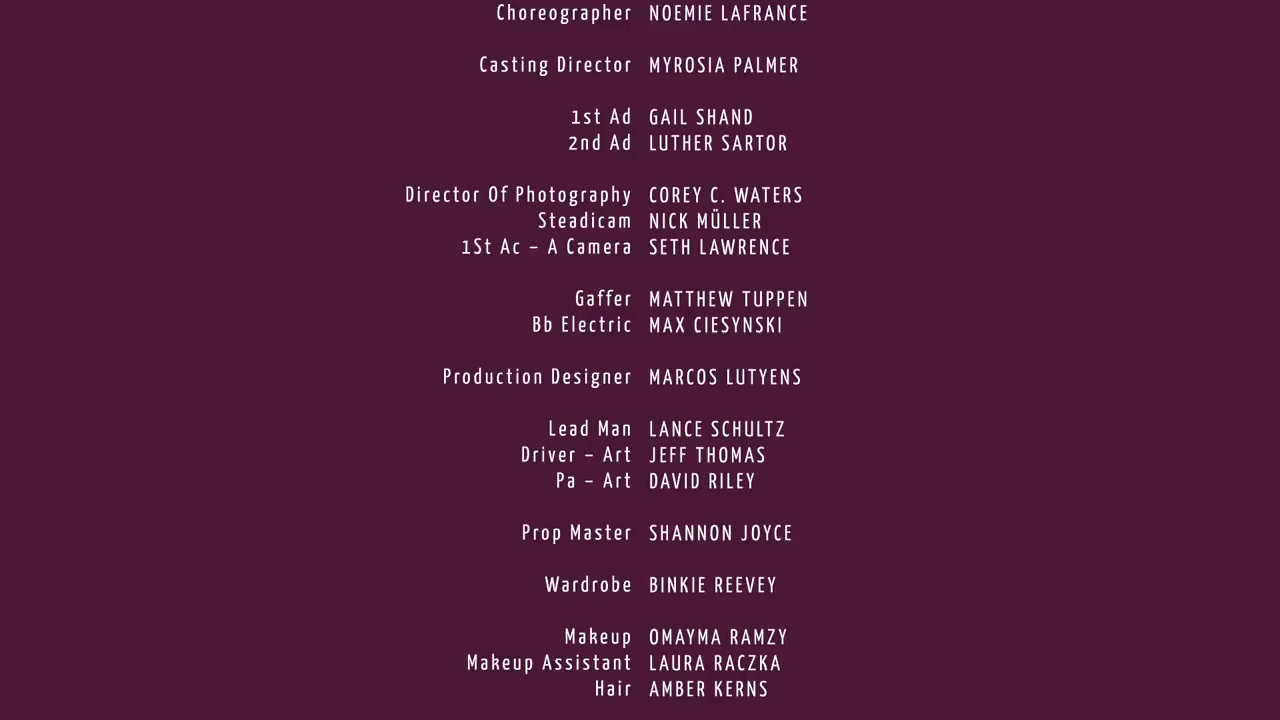 Choreographer NOEMIE LAFRANCE
Casting Director MYROSIA PALMER
1st Ad GAIL SHAND
2nd Ad LUTHER SARTOR
Director Of Photography COREY C. WATERS
Steadicam NICK MÜLLER
1St Ac – A Camera SETH LAWRENCE
Gaffer MATTHEW TUPPEN
Bb Electric MAX CIESYNSKI
Production Designer MARCOS LUTYENS
Lead Man LANCE SCHULTZ
Driver – Art JEFF THOMAS
Pa – Art DAVID RILEY
Prop Master SHANNON JOYCE
Wardrobe BINKIE REEVEY
Makeup OMAYMA RAMZY
Makeup Assistant LAURA RACZKA
Hair AMBER KERNS